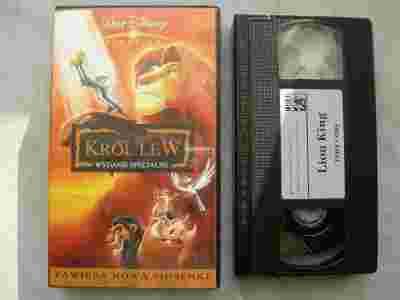 Walt Disney
KRÓL LEW
WYDANIE SPECJALNE
ZAWIERA NOWĄ PIOSENKĘ
Lion King